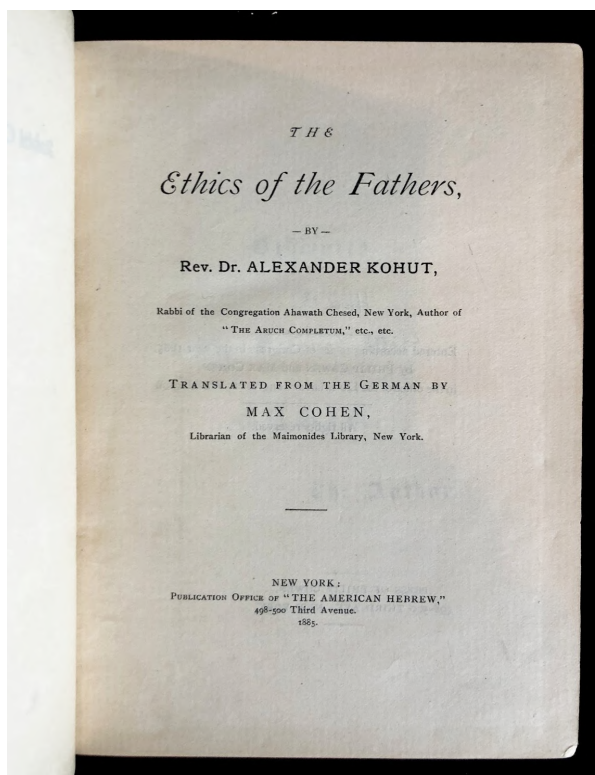 THE
Ethics of the Fathers,
— BY —
Rev. Dr. ALEXANDER KOHUT,
Rabbi of the Congregation Ahawath Chesed, New York, Author of
"THE ARUCH COMPLETUM," etc., etc.
TRANSLATED FROM THE GERMAN BY
MAX COHEN,
Librarian of the Maimonides Library, New York.
NEW YORK:
PUBLICATION OFFICE OF "THE AMERICAN HEBREW,"
498-500 Third Avenue.
1885.